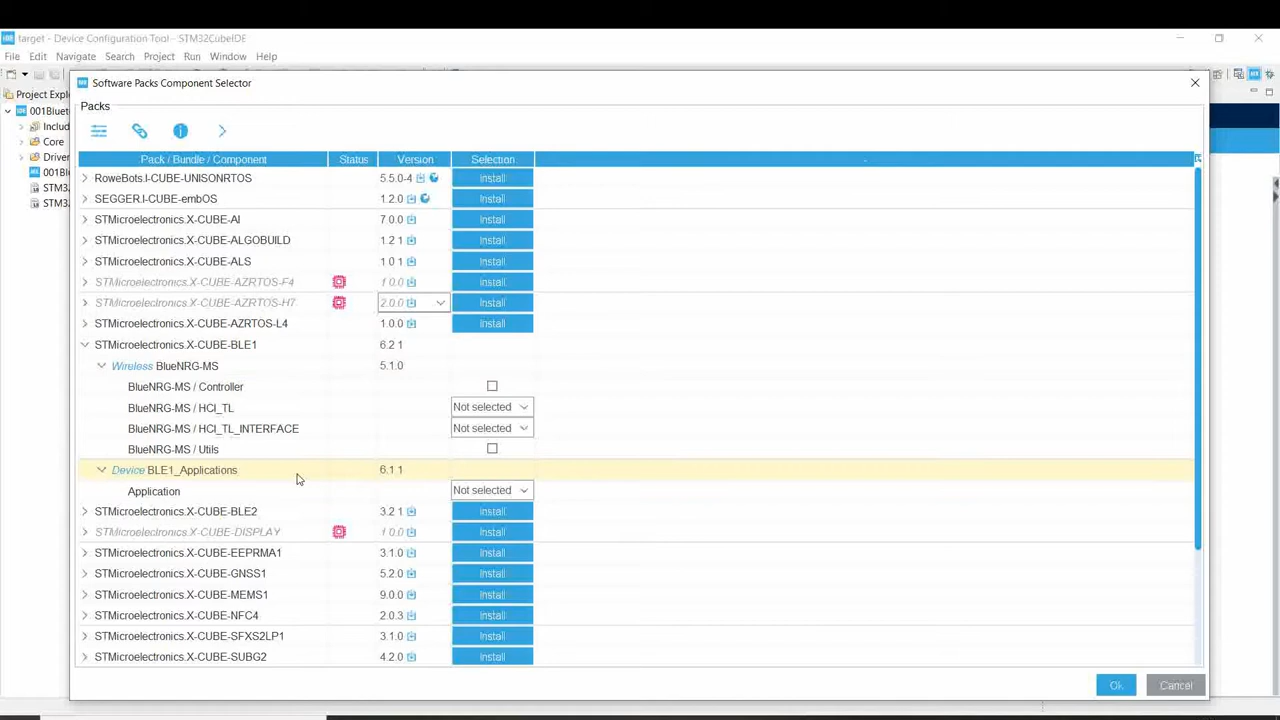 target - Device Configuration Tool - STM32CubeIDE
File Edit Navigate Search Project Run Window Help
Software Packs Component Selector
Project Explo
Packs
001Bluet
Includ
Core
Driver
001Bl
STM3
STM32
Pack / Bundle / Component Status Version Selection
RoweBots.I-CUBE-UNISONRTOS 5.5.0-4 Install
SEGGER.I-CUBE-embOS 1.2.0 Install
STMicroelectronics.X-CUBE-AI 7.0.0 Install
STMicroelectronics.X-CUBE-ALGOBUILD 1.2.1 Install
STMicroelectronics.X-CUBE-ALS 1.0.1 Install
STMicroelectronics.X-CUBE-AZRTOS-F4 1.0.0 Install
STMicroelectronics.X-CUBE-AZRTOS-H7 2.0.0 Install
STMicroelectronics.X-CUBE-AZRTOS-L4 1.0.0 Install
STMicroelectronics.X-CUBE-BLE1 6.2.1
Wireless BlueNRG-MS 5.1.0
BlueNRG-MS / Controller
BlueNRG-MS / HCI_TL Not selected
BlueNRG-MS / HCI_TL_INTERFACE Not selected
BlueNRG-MS / Utils
Device BLE1_Applications 6.1.1
Application Not selected
STMicroelectronics.X-CUBE-BLE2 3.2.1 Install
STMicroelectronics.X-CUBE-DISPLAY 1.0.0 Install
STMicroelectronics.X-CUBE-EEPRMA1 3.1.0 Install
STMicroelectronics.X-CUBE-GNSS1 5.2.0 Install
STMicroelectronics.X-CUBE-MEMS1 9.0.0 Install
STMicroelectronics.X-CUBE-NFC4 2.0.3 Install
STMicroelectronics.X-CUBE-SFXS2LP1 3.1.0 Install
STMicroelectronics.X-CUBE-SUBG2 4.2.0 Install
Ok Cancel